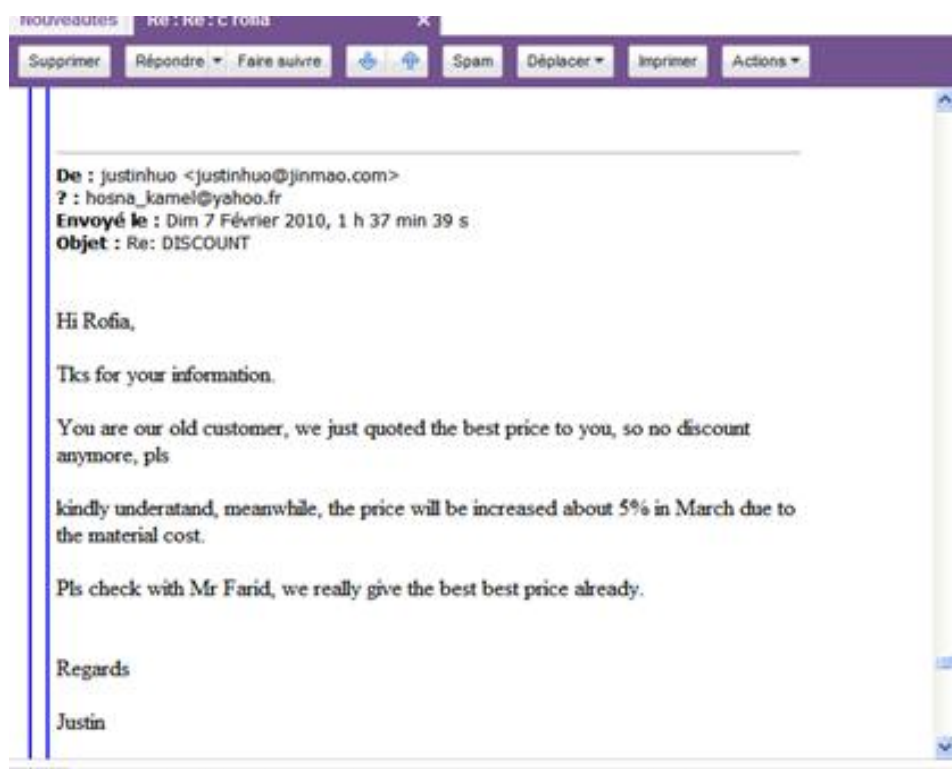 Nouveautés Re : Re : c rofia x
Supprimer Répondre Faire suivre Spam Déplacer Imprimer Actions
De : justinhuo <justinhuo@jinmao.com>
? : hosna_kamel@yahoo.fr
Envoyé le : Dim 7 Février 2010, 1 h 37 min 39 s
Objet : Re: DISCOUNT
Hi Rofia,
Tks for your information.
You are our old customer, we just quoted the best price to you, so no discount
anymore, pls
kindly underatand, meanwhile, the price will be increased about 5% in March due to
the material cost.
Pls check with Mr Farid, we really give the best best price already.
Regards
Justin